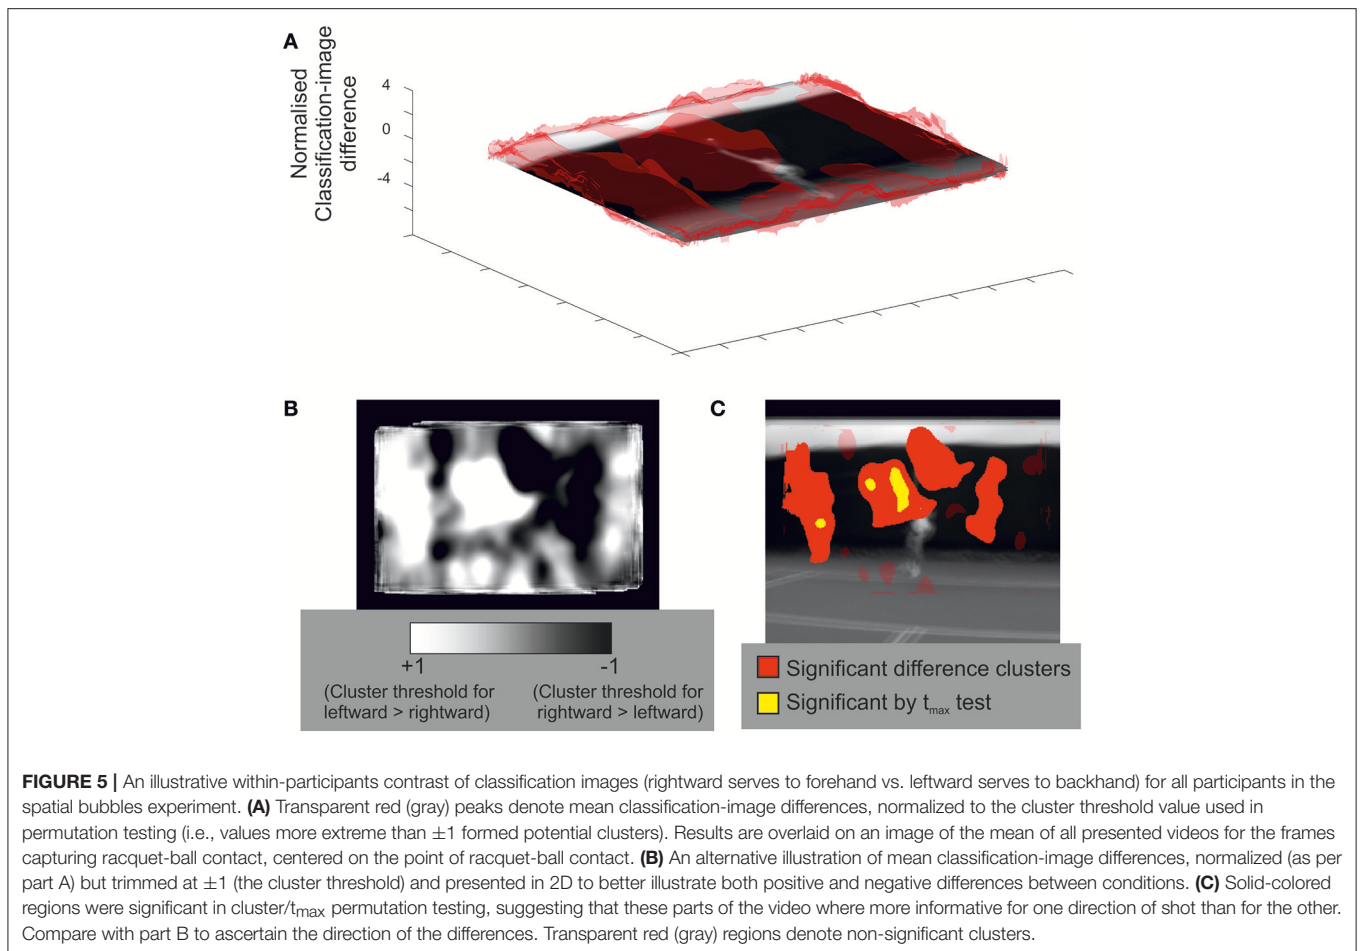 A
Normalised
Classification-image
difference
4
0
-4
B
C
+1
-1
(Cluster threshold for
leftward > rightward)
(Cluster threshold for
rightward > leftward)
Significant difference clusters
Significant by tmax test
FIGURE 5 | An illustrative within-participants contrast of classification images (rightward serves to forehand vs. leftward serves to backhand) for all participants in the
spatial bubbles experiment. (A) Transparent red (gray) peaks denote mean classification-image differences, normalized to the cluster threshold value used in
permutation testing (i.e., values more extreme than ±1 formed potential clusters). Results are overlaid on an image of the mean of all presented videos for the frames
capturing racquet-ball contact, centered on the point of racquet-ball contact. (B) An alternative illustration of mean classification-image differences, normalized (as per
part A) but trimmed at ±1 (the cluster threshold) and presented in 2D to better illustrate both positive and negative differences between conditions. (C) Solid-colored
regions were significant in cluster/tmax permutation testing, suggesting that these parts of the video where more informative for one direction of shot than for the other.
Compare with part B to ascertain the direction of the differences. Transparent red (gray) regions denote non-significant clusters.